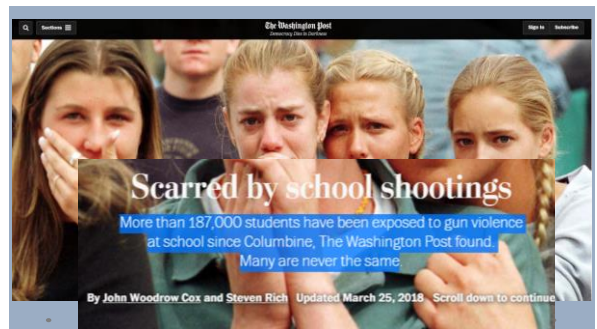 Sections
The Washington Post
Democracy Dies in Darkness
Sign In
Subscribe
Scarred by school shootings
More than 187,000 students have been exposed to gun violence
at school since Columbine, The Washington Post found.
Many are never the same.
By John Woodrow Cox and Steven Rich Updated March 25, 2018 Scroll down to continue